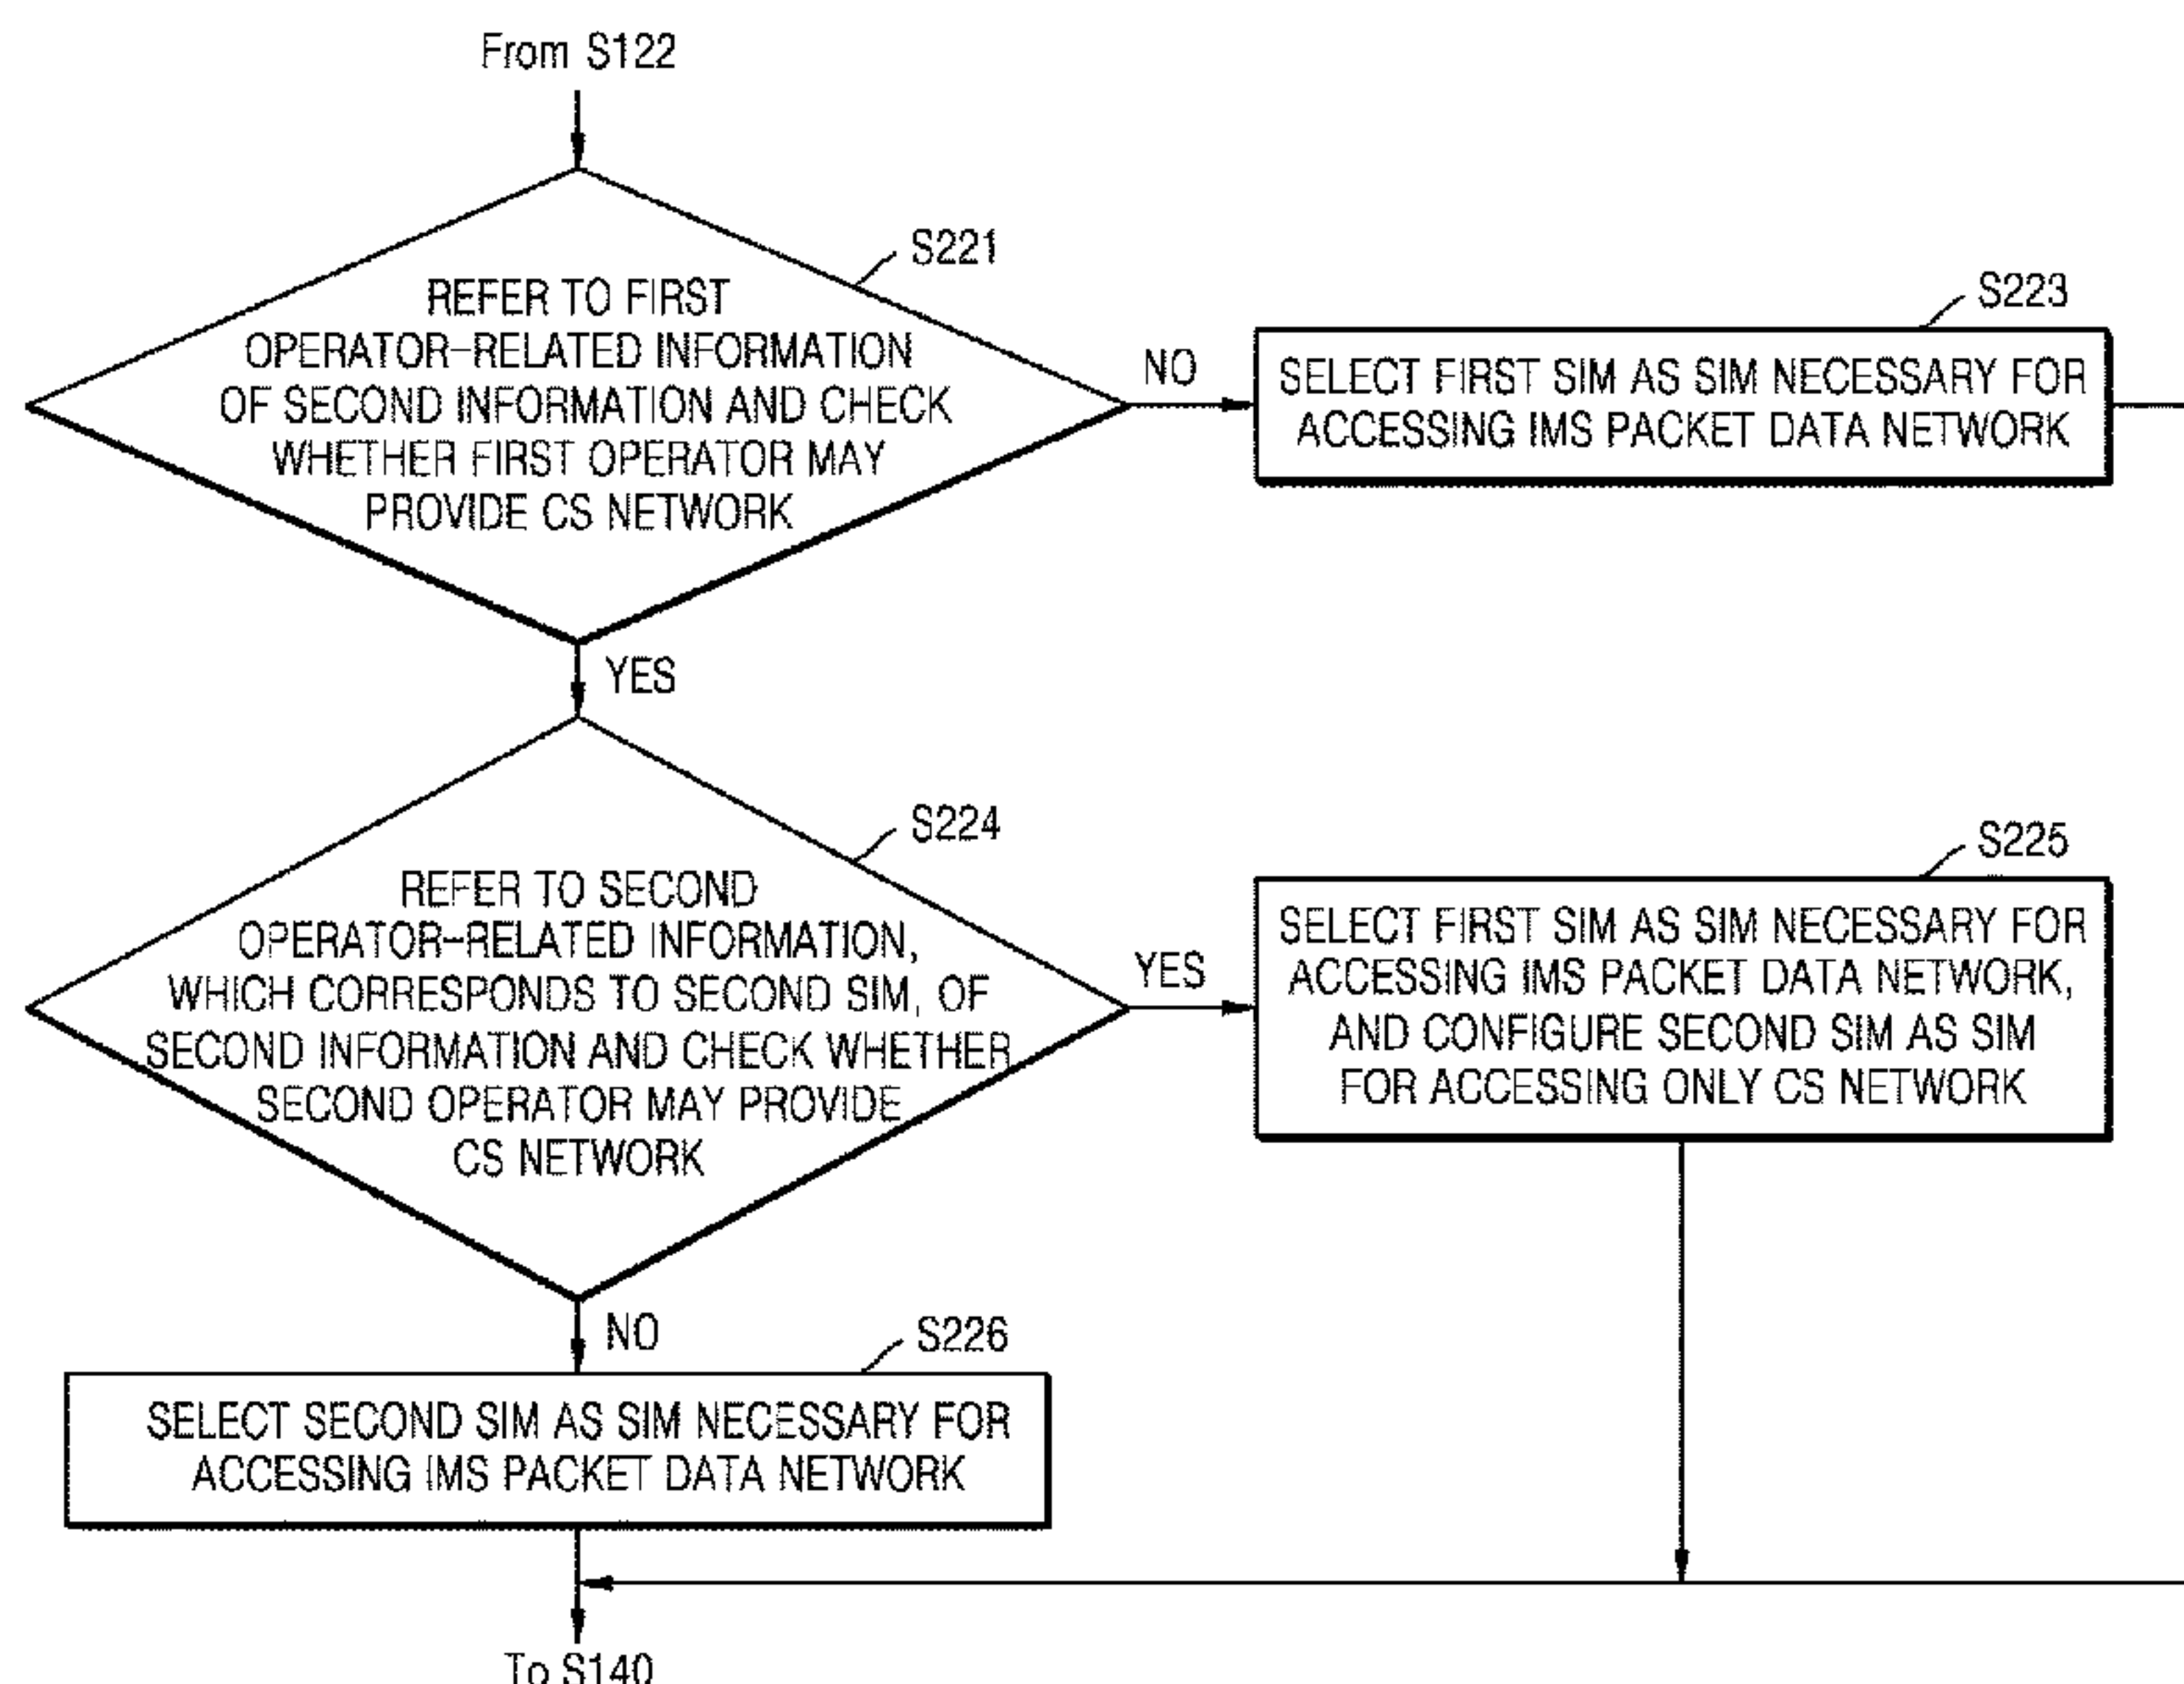 From S122
S221
REFER TO FIRST
OPERATOR-RELATED INFORMATION
OF SECOND INFORMATION AND CHECK
WHETHER FIRST OPERATOR MAY
PROVIDE CS NETWORK
NO
S223
SELECT FIRST SIM AS SIM NECESSARY FOR
ACCESSING IMS PACKET DATA NETWORK
YES
S224
REFER TO SECOND
OPERATOR-RELATED INFORMATION,
WHICH CORRESPONDS TO SECOND SIM, OF
SECOND INFORMATION AND CHECK WHETHER
SECOND OPERATOR MAY PROVIDE
CS NETWORK
YES
S225
SELECT FIRST SIM AS SIM NECESSARY FOR
ACCESSING IMS PACKET DATA NETWORK,
AND CONFIGURE SECOND SIM AS SIM
FOR ACCESSING ONLY CS NETWORK
NO
S226
SELECT SECOND SIM AS SIM NECESSARY FOR
ACCESSING IMS PACKET DATA NETWORK
To S140